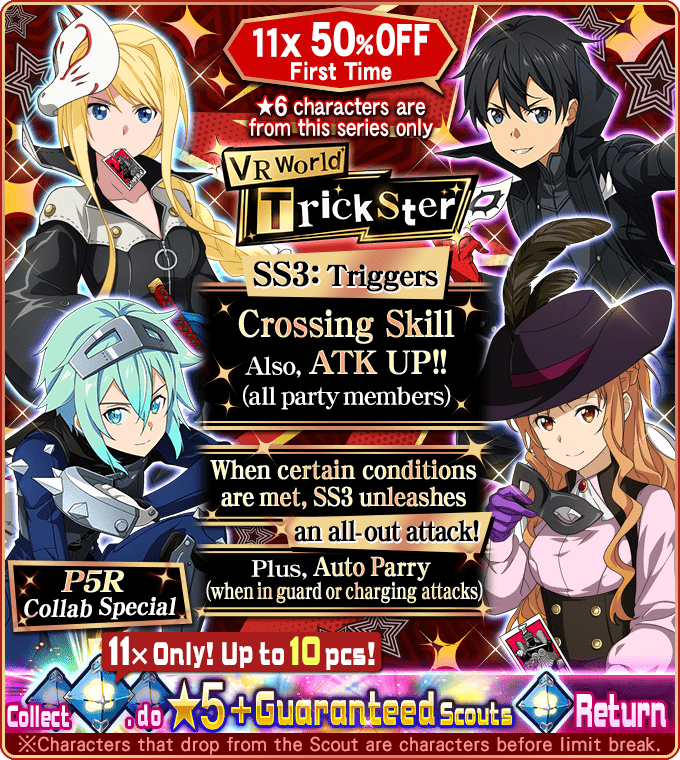 11x 50%OFF
First Time
★6 characters are
from this series only
VR World
Trickster
SS3: Triggers
Crossing Skill
Also, ATK UP!!
(all party members)
When certain conditions
are met, SS3 unleashes
an all-out attack!
Plus, Auto Parry
(when in guard or charging attacks)
P5R
Collab Special
11× Only! Up to 10 pcs!
Collect , do ★5+Guaranteed Scouts Return
※Characters that drop from the Scout are characters before limit break.